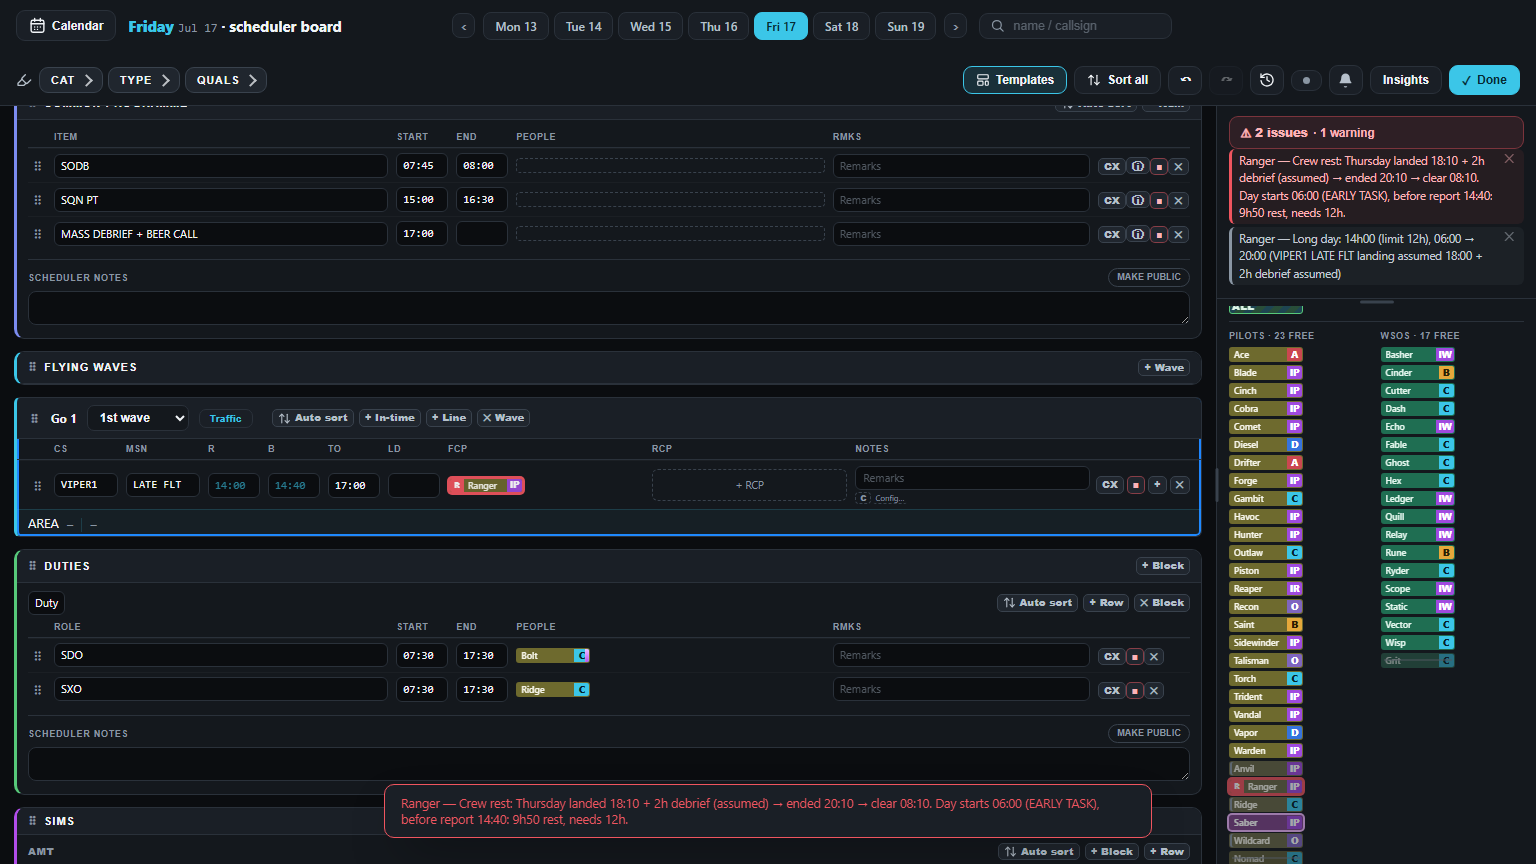 Calendar
Friday Jul 17 · scheduler board
‹ Mon 13 Tue 14 Wed 15 Thu 16 Fri 17 Sat 18 Sun 19 ›
name / callsign
CAT TYPE QUALS
Templates Sort all Insights ✓ Done
ITEM START END PEOPLE RMKS
SODB 07:45 08:00 Remarks CX
SQN PT 15:00 16:30 Remarks CX
MASS DEBRIEF + BEER CALL 17:00 Remarks CX
SCHEDULER NOTES MAKE PUBLIC
FLYING WAVES + Wave
Go 1 1st wave Traffic Auto sort + In-time + Line × Wave
CS MSN R B TO LD FCP RCP NOTES
VIPER1 LATE FLT 14:00 14:40 17:00 R Ranger IP + RCP Remarks CX
C Config...
AREA – –
DUTIES + Block
Duty Auto sort + Row × Block
ROLE START END PEOPLE RMKS
SDO 07:30 17:30 Bolt C Remarks CX
SXO 07:30 17:30 Ridge C Remarks CX
SCHEDULER NOTES MAKE PUBLIC
SIMS
AMT Auto sort + Block + Row
Ranger — Crew rest: Thursday landed 18:10 + 2h debrief (assumed) → ended 20:10 → clear 08:10. Day starts 06:00 (EARLY TASK),
before report 14:40: 9h50 rest, needs 12h.
⚠ 2 issues · 1 warning
Ranger — Crew rest: Thursday landed 18:10 + 2h
debrief (assumed) → ended 20:10 → clear 08:10.
Day starts 06:00 (EARLY TASK), before report 14:40:
9h50 rest, needs 12h.
Ranger — Long day: 14h00 (limit 12h), 06:00 →
20:00 (VIPER1 LATE FLT landing assumed 18:00 +
2h debrief assumed)
PILOTS · 23 FREE
Ace A
Blade IP
Cinch IP
Cobra IP
Comet IP
Diesel D
Drifter A
Forge IP
Gambit C
Havoc IP
Hunter IP
Outlaw C
Piston IP
Reaper IR
Recon O
Saint B
Sidewinder IP
Talisman O
Torch C
Trident IP
Vandal IP
Vapor D
Warden IP
Anvil IP
R Ranger IP
Ridge C
Saber IP
Wildcard O
Nomad C
WSOS · 17 FREE
Basher IW
Cinder B
Cutter C
Dash C
Echo IW
Fable C
Ghost C
Hex C
Ledger IW
Quill IW
Relay IW
Rune B
Ryder C
Scope IW
Static IW
Vector C
Wisp C
Grit C